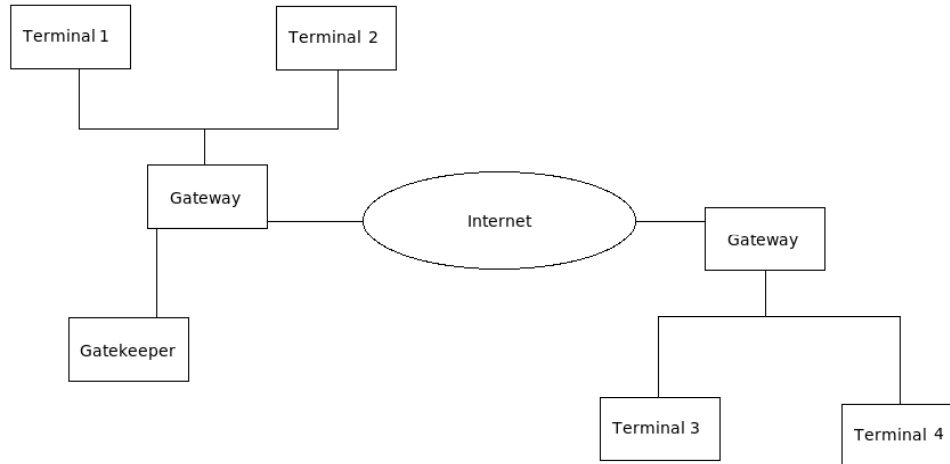 Terminal 1
Terminal 2
Gateway
Internet
Gateway
Gatekeeper
Terminal 3
Terminal 4